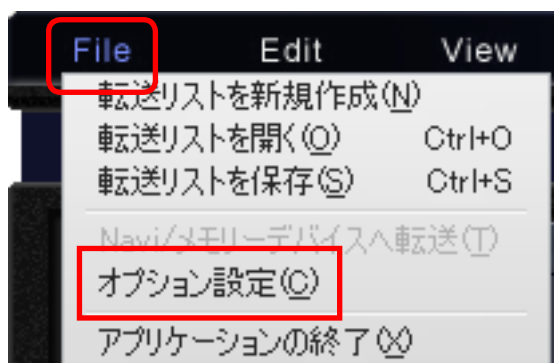 File Edit View
転送リストを新規作成(N)
転送リストを開く(O) Ctrl+O
転送リストを保存(S) Ctrl+S
Navi/メモリーデバイスへ転送(T)
オプション設定(C)
アプリケーションの終了(X)